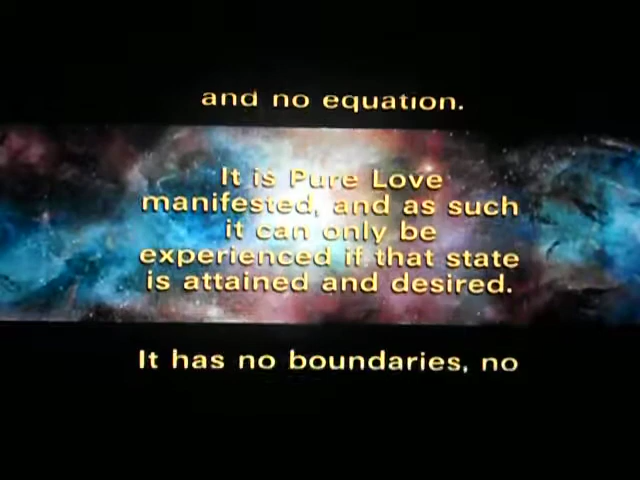 and no equation.
It is Pure Love
manifested, and as such
it can only be
experienced if that state
is attained and desired.
It has no boundaries, no